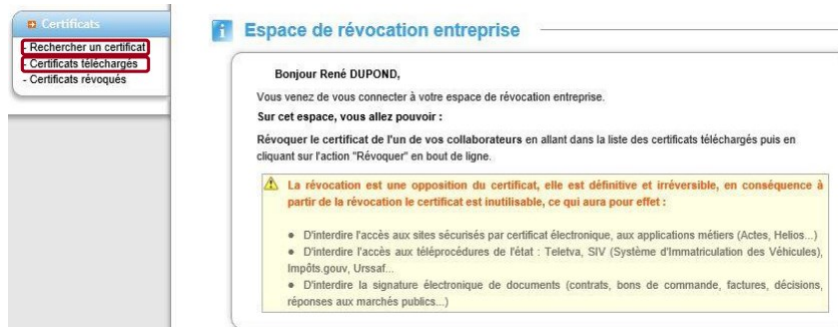 Certificats
- Rechercher un certificat
- Certificats téléchargés
- Certificats révoqués
Espace de révocation entreprise
Bonjour René DUPOND,
Vous venez de vous connecter à votre espace de révocation entreprise.
Sur cet espace, vous allez pouvoir :
Révoquer le certificat de l'un de vos collaborateurs en allant dans la liste des certificats téléchargés puis en
cliquant sur l'action "Révoquer" en bout de ligne.
La révocation est une opposition du certificat, elle est définitive et irréversible, en conséquence à
partir de la révocation le certificat est inutilisable, ce qui aura pour effet :
● D'interdire l'accès aux sites sécurisés par certificat électronique, aux applications métiers (Actes, Helios...)
● D'interdire l'accès aux téléprocédures de l'état : Teletva, SIV (Système d'Immatriculation des Véhicules),
Impôts.gouv, Urssaf...
● D'interdire la signature électronique de documents (contrats, bons de commande, factures, décisions,
réponses aux marchés publics...)